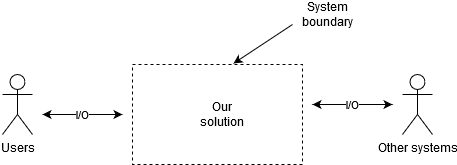 System
boundary
Our
solution
I/O
I/O
Users
Other systems